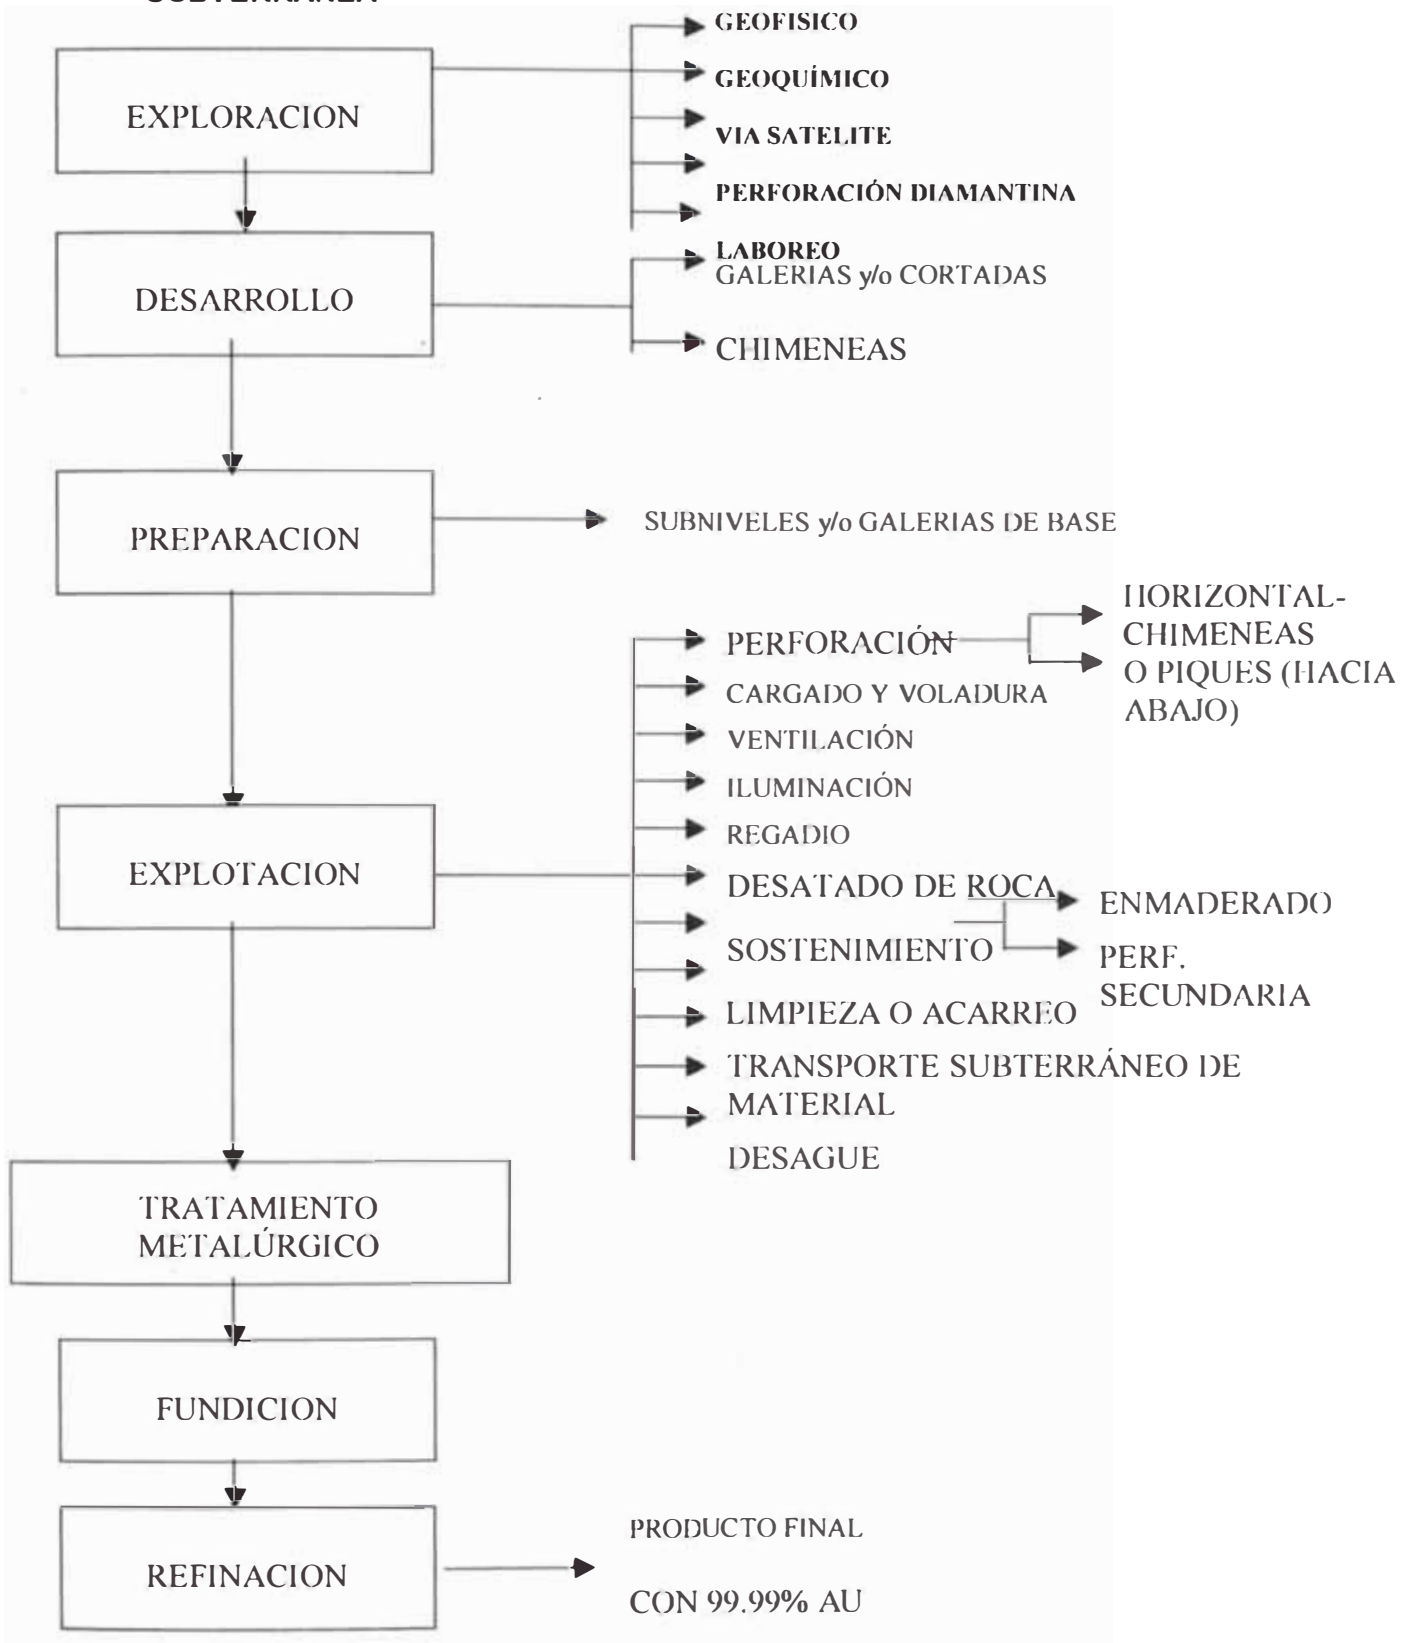 SUBTERRANEA
EXPLORACION
GEOFISICO
GEOQUÍMICO
VIA SATELITE
PERFORACIÓN DIAMANTINA
LABOREO
DESARROLLO
GALERIAS y/o CORTADAS
CHIMENEAS
PREPARACION
SUBNIVELES y/o GALERIAS DE BASE
EXPLOTACION
PERFORACIÓN
HORIZONTAL-
CHIMENEAS
O PIQUES (HACIA
ABAJO)
CARGADO Y VOLADURA
VENTILACIÓN
ILUMINACIÓN
REGADIO
DESATADO DE ROCA
SOSTENIMIENTO
ENMADERADO
PERF.
SECUNDARIA
LIMPIEZA O ACARREO
TRANSPORTE SUBTERRÁNEO DE
MATERIAL
DESAGUE
TRATAMIENTO
METALÚRGICO
FUNDICION
REFINACION
PRODUCTO FINAL
CON 99.99% AU